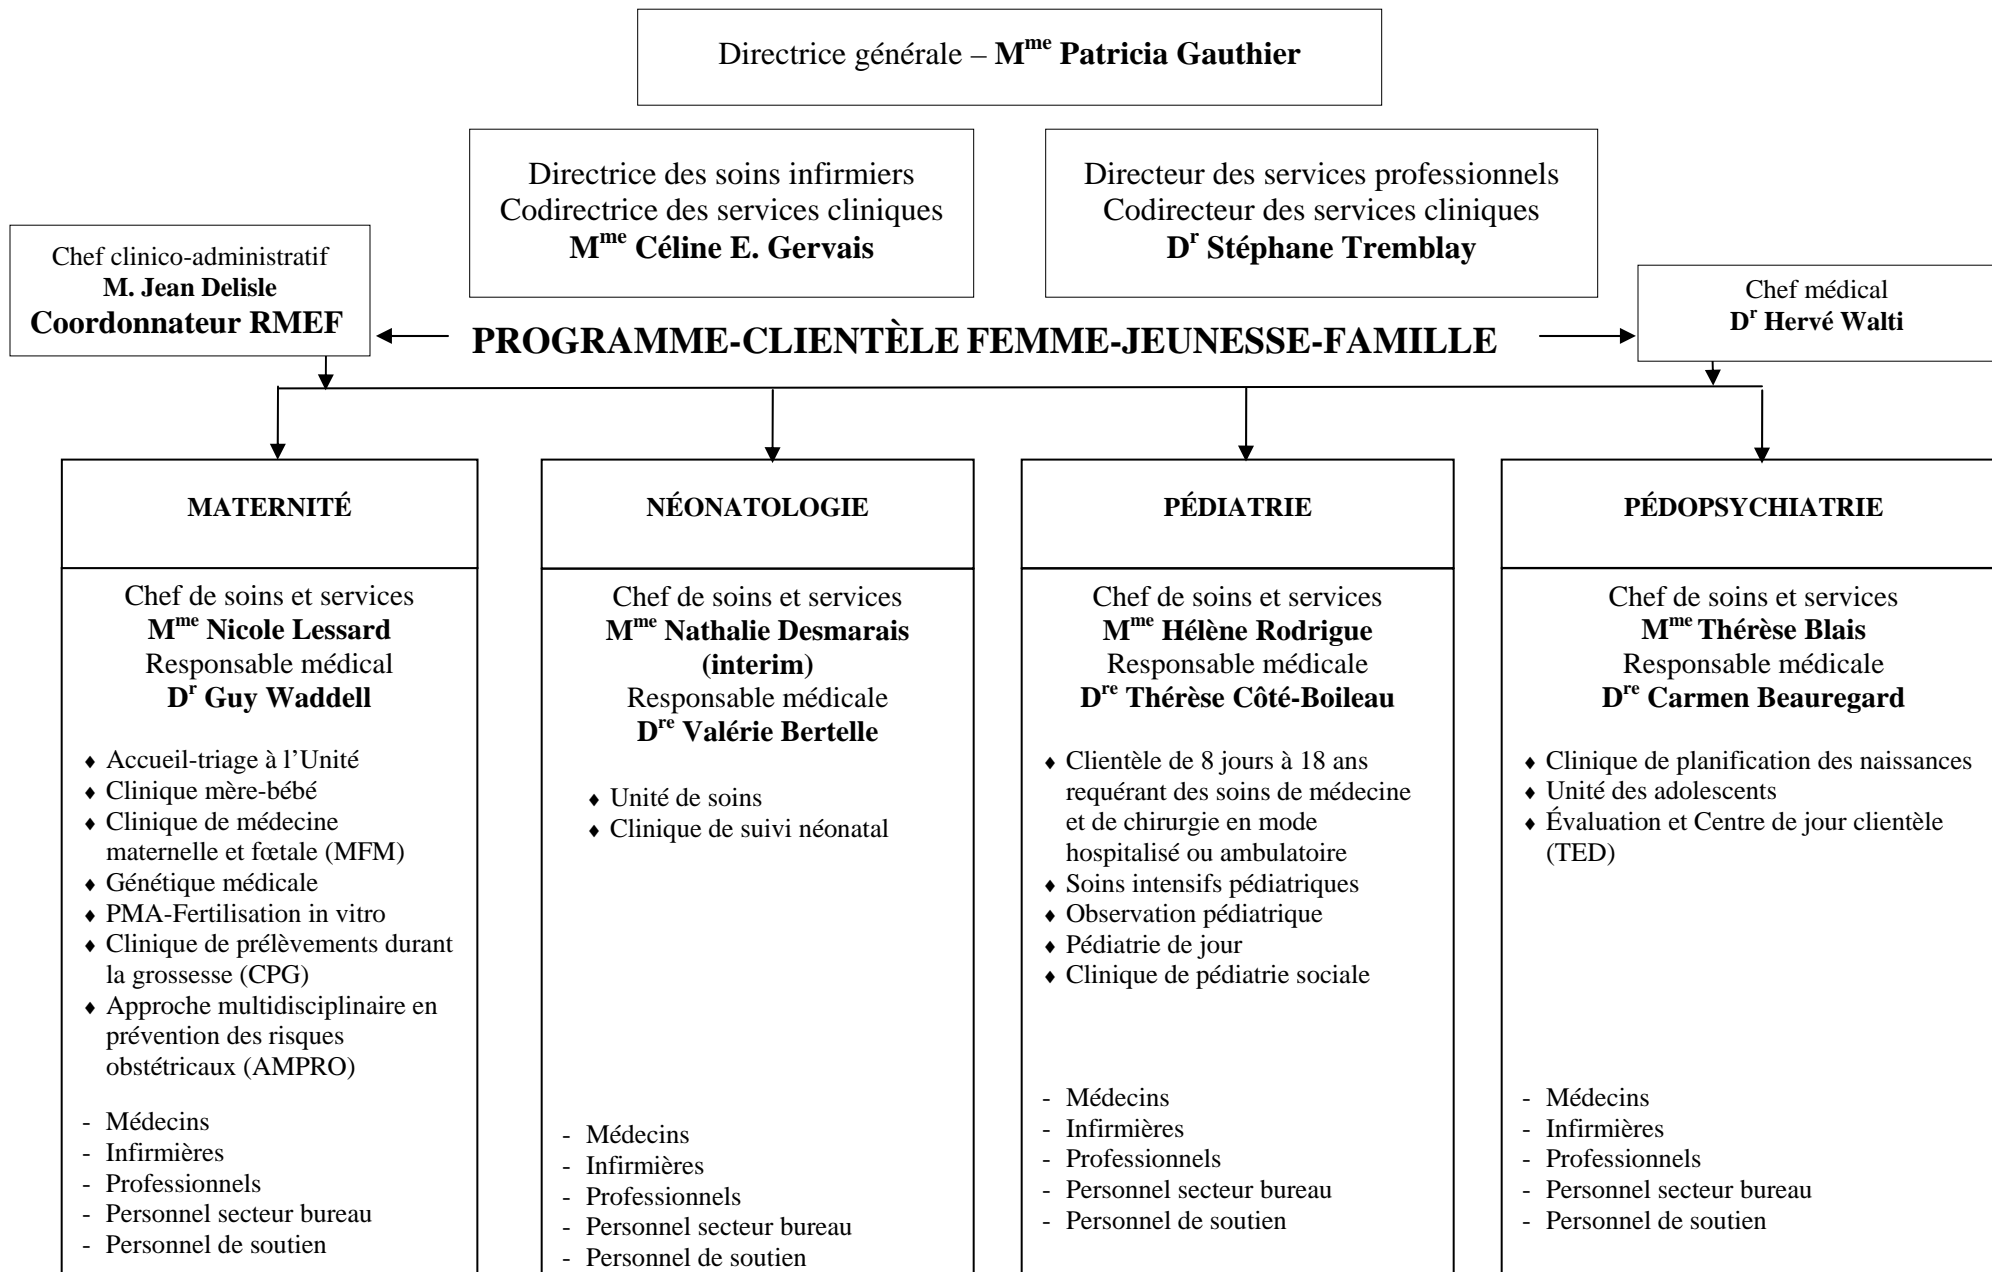 Directrice générale – Mme Patricia Gauthier
Directrice des soins infirmiers
Codirectrice des services cliniques
Mme Céline E. Gervais
Directeur des services professionnels
Codirecteur des services cliniques
Dr Stéphane Tremblay
Chef clinico-administratif
M. Jean Delisle
Coordonnateur RMEF
Chef médical
Dr Hervé Walti
PROGRAMME-CLIENTÈLE FEMME-JEUNESSE-FAMILLE
MATERNITÉ
Chef de soins et services
Mme Nicole Lessard
Responsable médical
Dr Guy Waddell
♦ Accueil-triage à l’Unité
♦ Clinique mère-bébé
♦ Clinique de médecine
maternelle et fœtale (MFM)
♦ Génétique médicale
♦ PMA-Fertilisation in vitro
♦ Clinique de prélèvements durant
la grossesse (CPG)
♦ Approche multidisciplinaire en
prévention des risques
obstétricaux (AMPRO)
- Médecins
- Infirmières
- Professionnels
- Personnel secteur bureau
- Personnel de soutien
NÉONATOLOGIE
Chef de soins et services
Mme Nathalie Desmarais
(interim)
Responsable médicale
Dre Valérie Bertelle
♦ Unité de soins
♦ Clinique de suivi néonatal
- Médecins
- Infirmières
- Professionnels
- Personnel secteur bureau
- Personnel de soutien
PÉDIATRIE
Chef de soins et services
Mme Hélène Rodrigue
Responsable médicale
Dre Thérèse Côté-Boileau
♦ Clientèle de 8 jours à 18 ans
requérant des soins de médecine
et de chirurgie en mode
hospitalisé ou ambulatoire
♦ Soins intensifs pédiatriques
♦ Observation pédiatrique
♦ Pédiatrie de jour
♦ Clinique de pédiatrie sociale
- Médecins
- Infirmières
- Professionnels
- Personnel secteur bureau
- Personnel de soutien
PÉDOPSYCHIATRIE
Chef de soins et services
Mme Thérèse Blais
Responsable médicale
Dre Carmen Beauregard
♦ Clinique de planification des naissances
♦ Unité des adolescents
♦ Évaluation et Centre de jour clientèle
(TED)
- Médecins
- Infirmières
- Professionnels
- Personnel secteur bureau
- Personnel de soutien